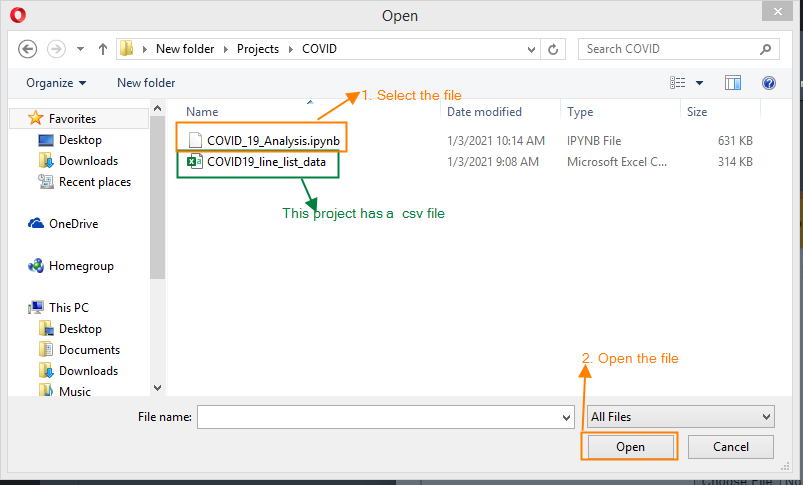 Open
New folder
Projects
COVID
Search COVID
Organize
New folder
1. Select the file
Name
Date modified
Type
Size
Favorites
COVID_19_Analysis.ipynb
1/3/2021 10:14 AM
IPYNB File
631 KB
Desktop
COVID19_line_list_data
1/3/2021 9:08 AM
Microsoft Excel C...
314 KB
Downloads
Recent places
This project has a csv file
OneDrive
Homegroup
This PC
Desktop
Documents
Downloads
Music
2. Open the file
File name:
All Files
Open
Cancel
Choose File